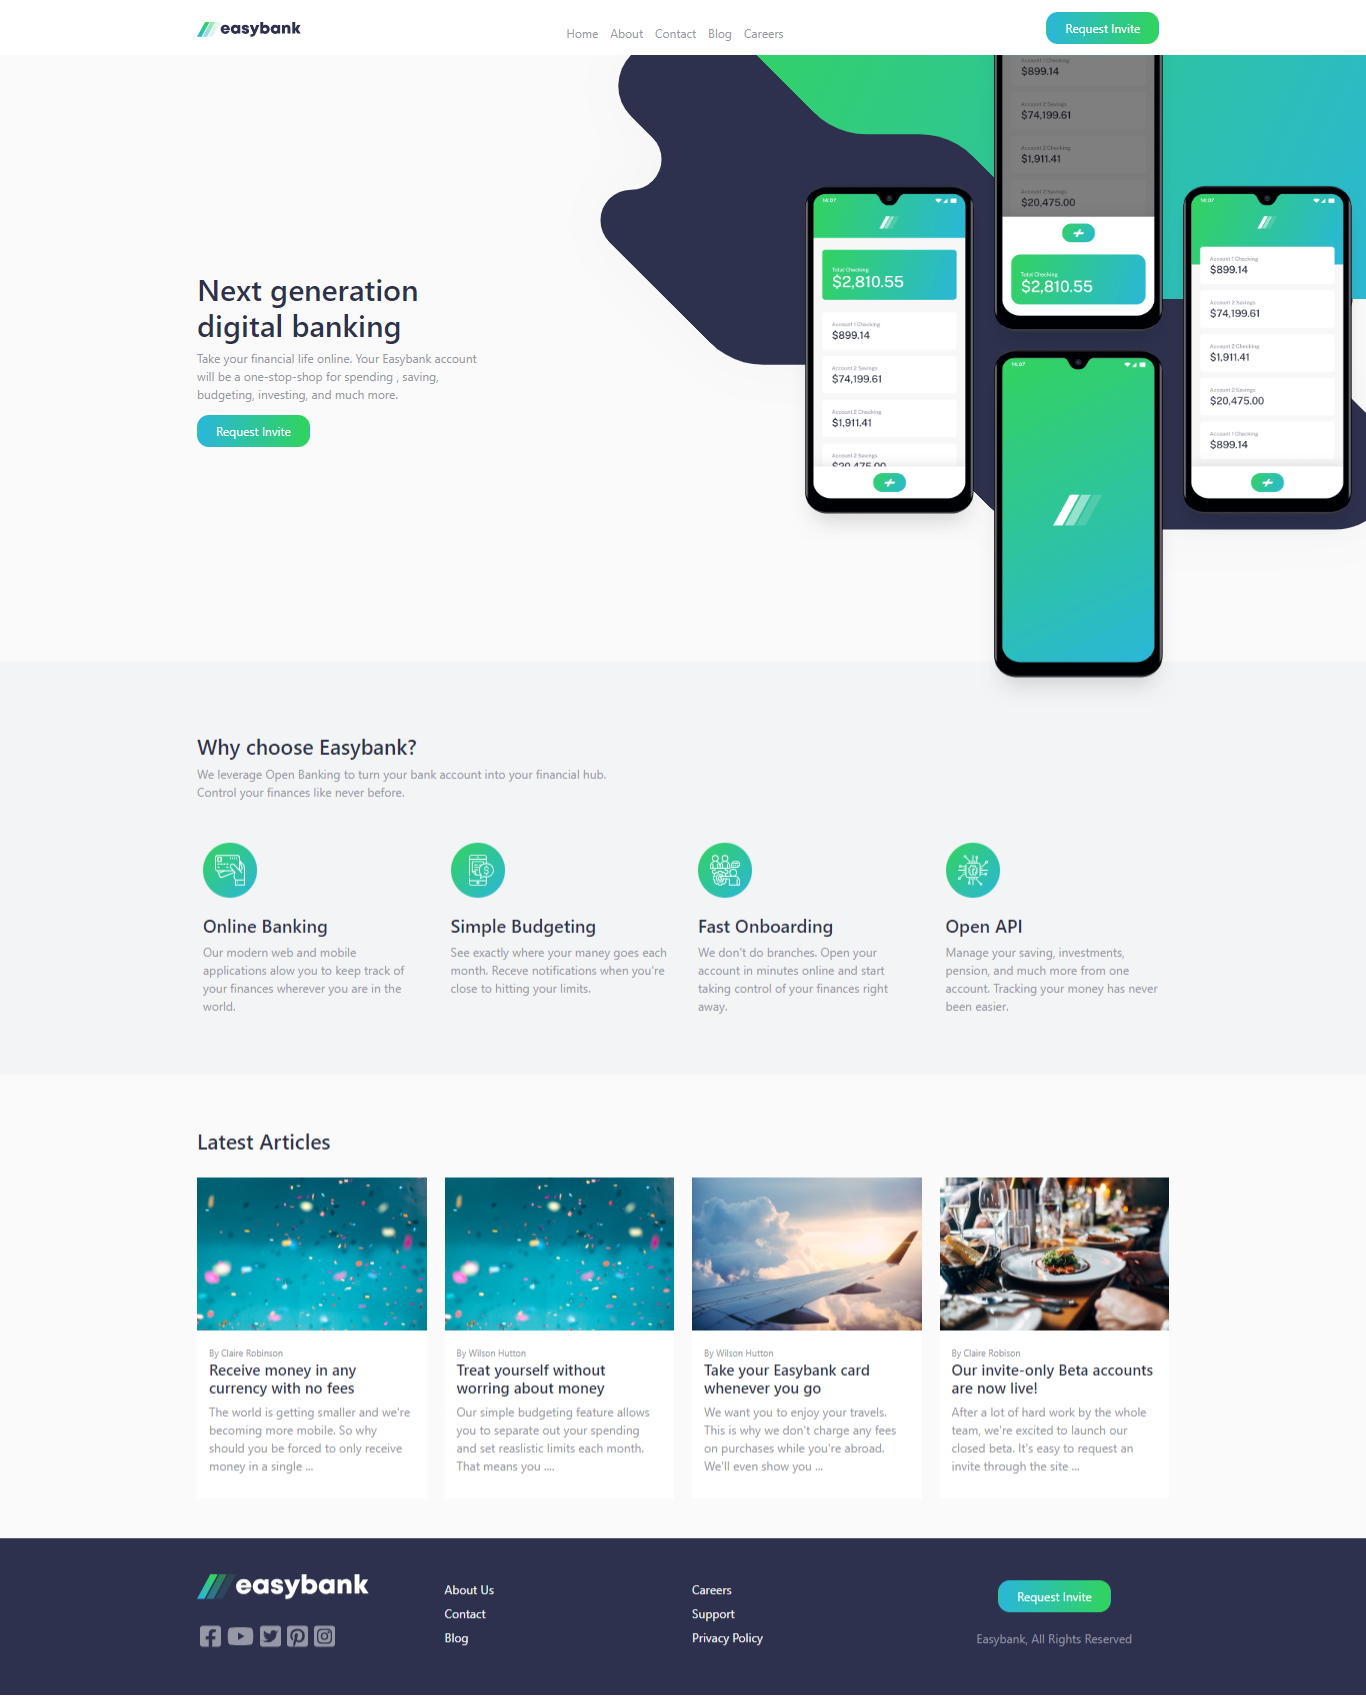 easybank
Home About Contact Blog Careers
Request Invite
Next generation
digital banking
Take your financial life online. Your Easybank account
will be a one-stop-shop for spending , saving,
budgeting, investing, and much more.
Request Invite
14:07
Total Checking
$2,810.55
Account 1 Checking
$899.14
Account 2 Savings
$74,199.61
Account 2 Checking
$1,911.41
Account 2 Savings
$20,475.00
Account 1 Checking
$899.14
Account 2 Savings
$74,199.61
Account 2 Checking
$1,911.41
Account 2 Savings
$20,475.00
Total Checking
$2,810.55
14:07
14:07
Account 1 Checking
$899.14
Account 2 Savings
$74,199.61
Account 2 Checking
$1,911.41
Account 2 Savings
$20,475.00
Account 1 Checking
$899.14
Why choose Easybank?
We leverage Open Banking to turn your bank account into your financial hub.
Control your finances like never before.
Online Banking
Our modern web and mobile
applications alow you to keep track of
your finances wherever you are in the
world.
Simple Budgeting
See exactly where your maney goes each
month. Receve notifications when you're
close to hitting your limits.
Fast Onboarding
We don't do branches. Open your
account in minutes online and start
taking control of your finances right
away.
Open API
Manage your saving, investments,
pension, and much more from one
account. Tracking your money has never
been easier.
Latest Articles
By Claire Robinson
Receive money in any
currency with no fees
The world is getting smaller and we're
becoming more mobile. So why
should you be forced to only receive
money in a single ...
By Wilson Hutton
Treat yourself without
worring about money
Our simple budgeting feature allows
you to separate out your spending
and set reaslistic limits each month.
That means you ....
By Wilson Hutton
Take your Easybank card
whenever you go
We want you to enjoy your travels.
This is why we don't charge any fees
on purchases while you're abroad.
We'll even show you ...
By Claire Robison
Our invite-only Beta accounts
are now live!
After a lot of hard work by the whole
team, we're excited to launch our
closed beta. It's easy to request an
invite through the site ...
easybank
About Us
Contact
Blog
Careers
Support
Privacy Policy
Request Invite
Easybank, All Rights Reserved